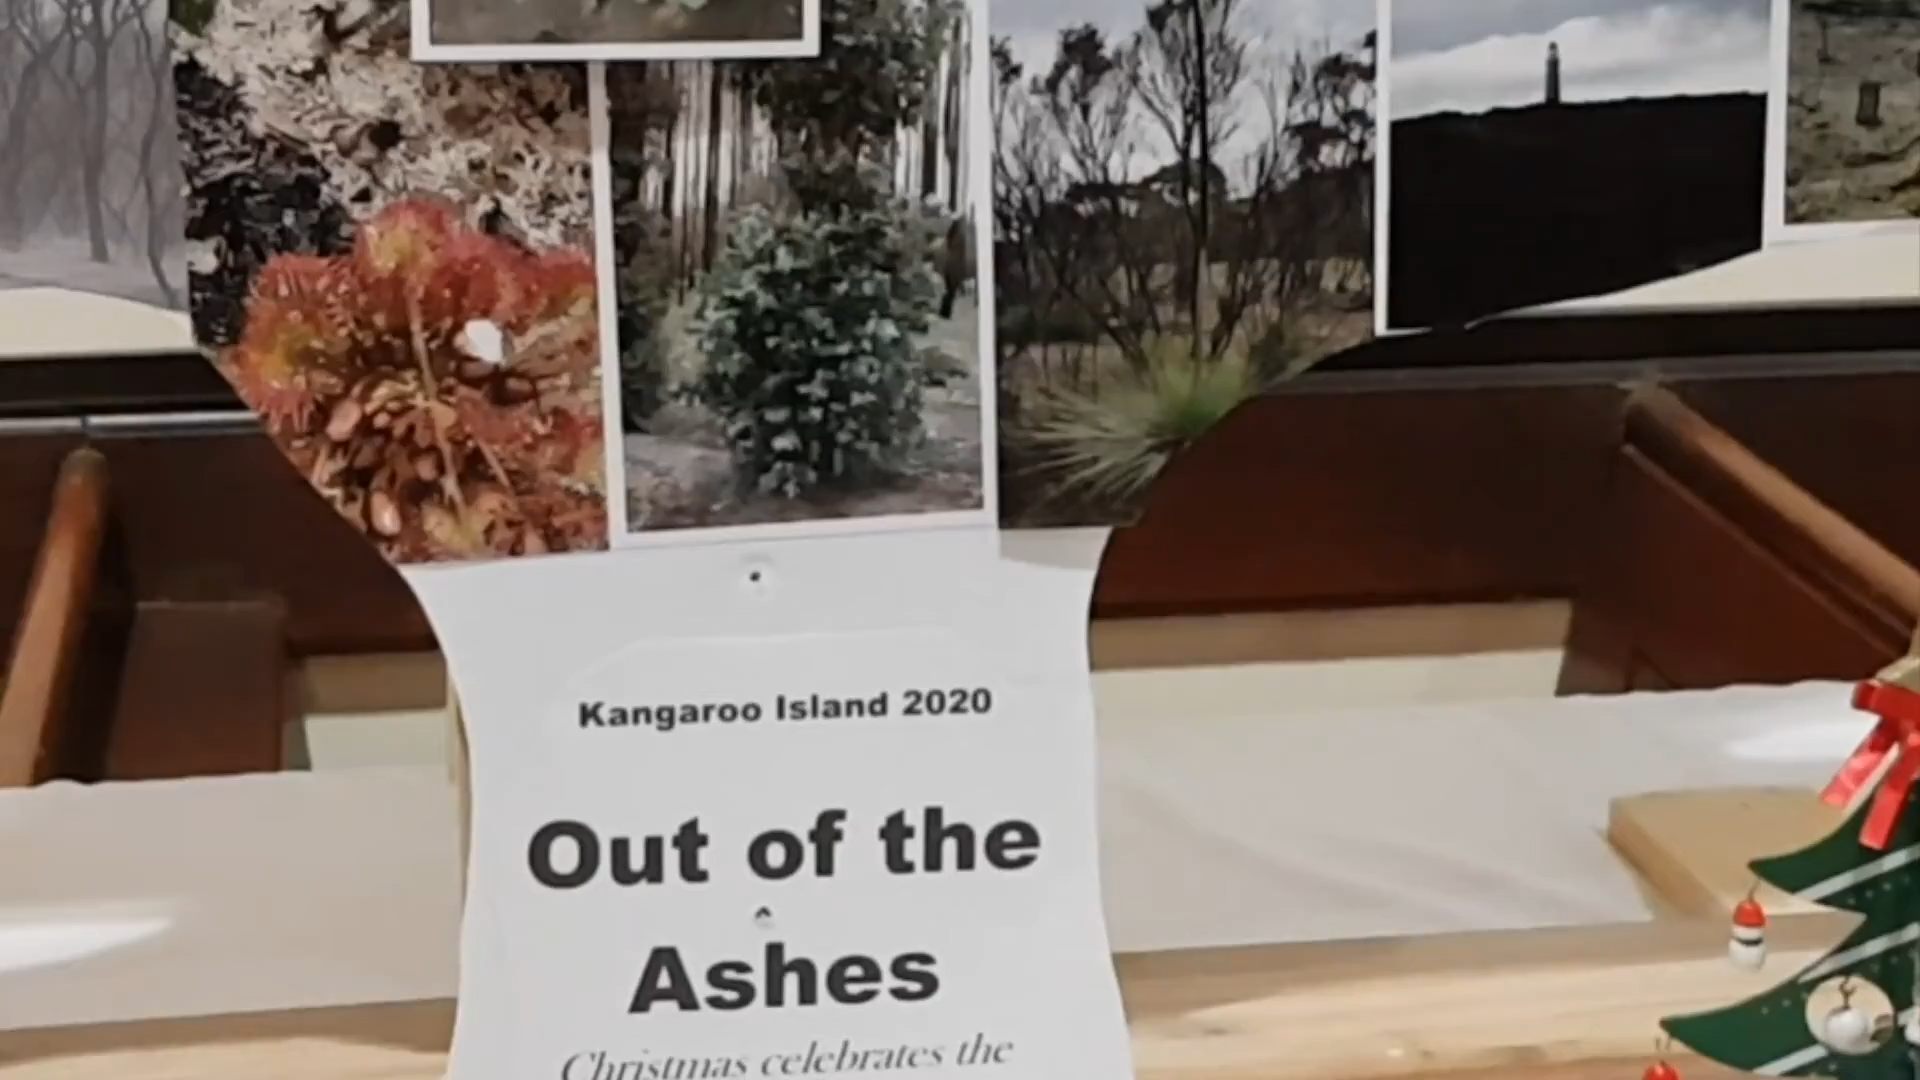 Kangaroo Island 2020
Out of the
Ashes
Christmas celebrates the